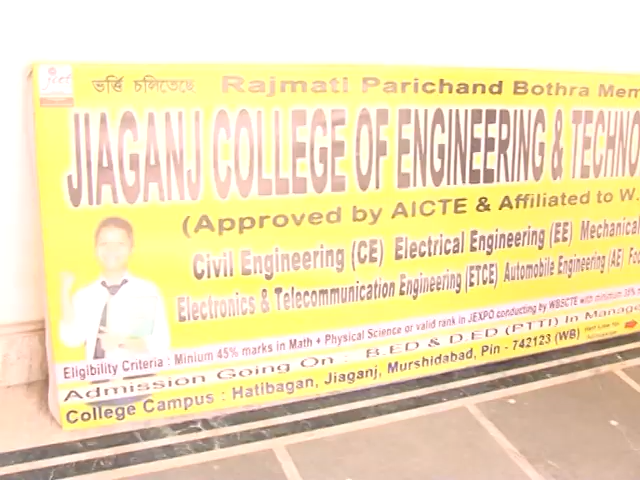 jcet
ভর্ত্তি চলিতেছে Rajmati Parichand Bothra Mem
JIAGANJ COLLEGE OF ENGINEERING & TECHNO
(Approved by AICTE & Affiliated to W.
Civil Engineering (CE) Electrical Engineering (EE) Mechanical
Electronics & Telecommunication Engineering (ETCE) Automobile Engineering (AE) Foo
Eligibility Criteria : Minium 45% marks in Math + Physical Science or valid rank in JEXPO conducting by WBSCTE with minimum 35%
Admission Going On : B.ED & D.ED (PTTI) In Manage
College Campus : Hatibagan, Jiaganj, Murshidabad, Pin - 742123 (WB)